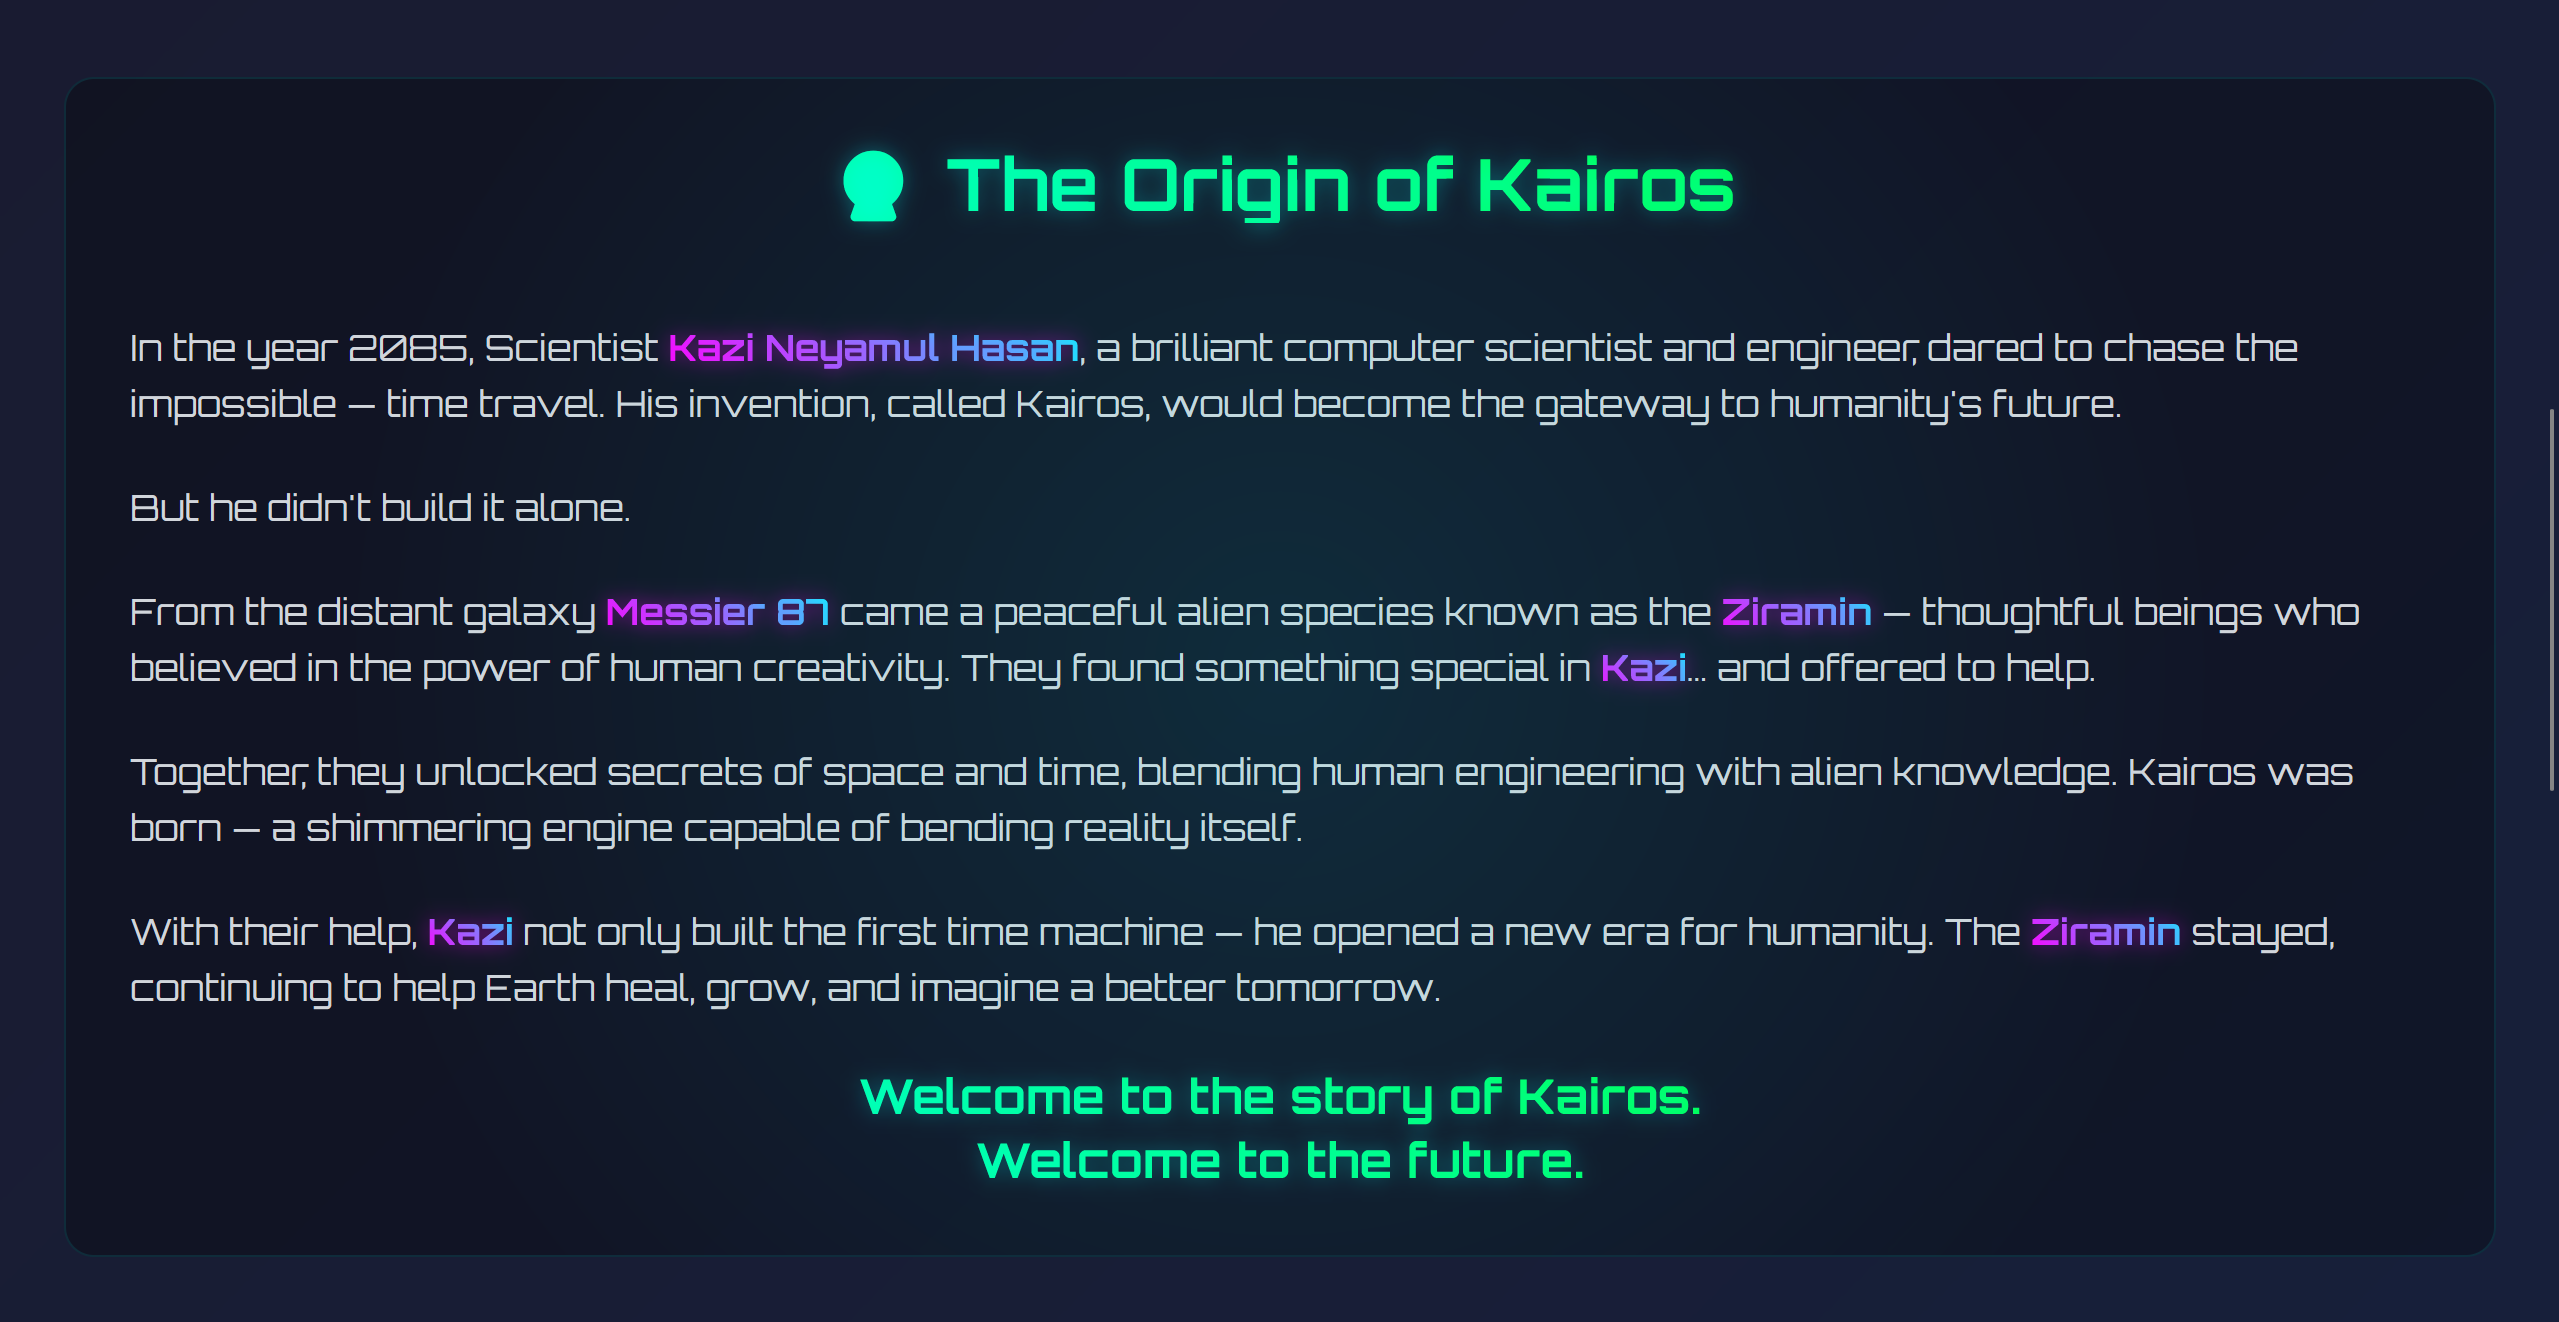 The Origin of Kairos
In the year 2085, Scientist Kazi Neyamul Hasan, a brilliant computer scientist and engineer, dared to chase the
impossible – time travel. His invention, called Kairos, would become the gateway to humanity's future.
But he didn't build it alone.
From the distant galaxy Messier 87 came a peaceful alien species known as the Ziramin – thoughtful beings who
believed in the power of human creativity. They found something special in Kazi... and offered to help.
Together, they unlocked secrets of space and time, blending human engineering with alien knowledge. Kairos was
born – a shimmering engine capable of bending reality itself.
With their help, Kazi not only built the first time machine – he opened a new era for humanity. The Ziramin stayed,
continuing to help Earth heal, grow, and imagine a better tomorrow.
Welcome to the story of Kairos.
Welcome to the future.